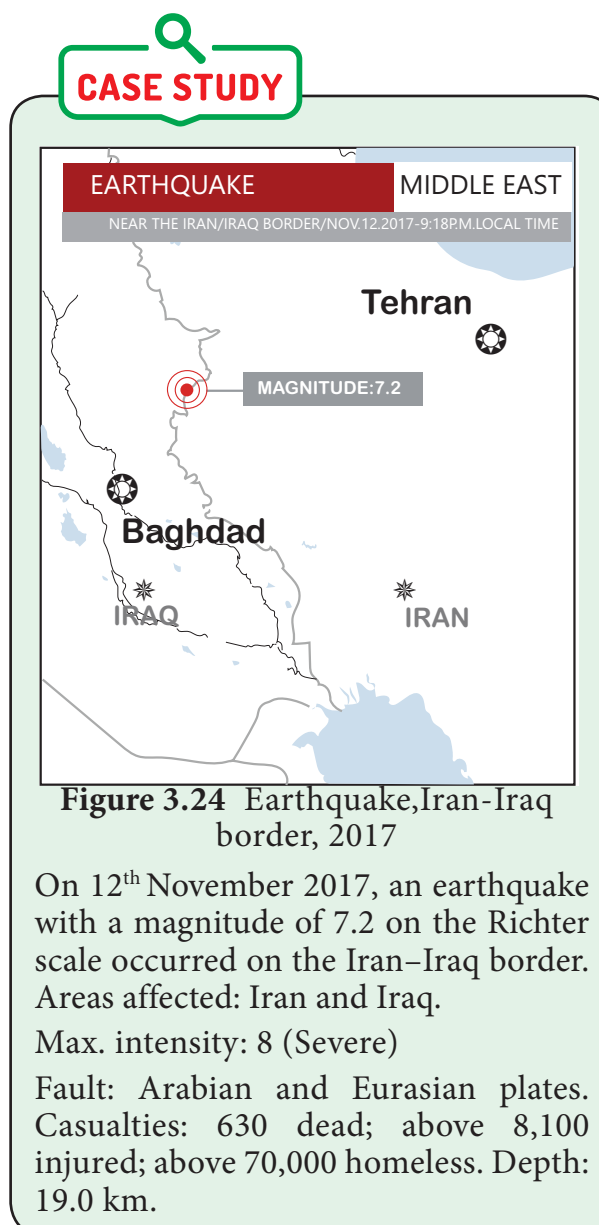 CASE STUDY
EARTHQUAKE
MIDDLE EAST
NEAR THE IRAN/IRAQ BORDER/NOV.12.2017-9:18P.M.LOCAL TIME
Tehran
MAGNITUDE:7.2
Baghdad
IRAQ
IRAN
Figure 3.24 Earthquake,Iran-Iraq
border, 2017
On 12th November 2017, an earthquake
with a magnitude of 7.2 on the Richter
scale occurred on the Iran–Iraq border.
Areas affected: Iran and Iraq.
Max. intensity: 8 (Severe)
Fault: Arabian and Eurasian plates.
Casualties: 630 dead; above 8,100
injured; above 70,000 homeless. Depth:
19.0 km.